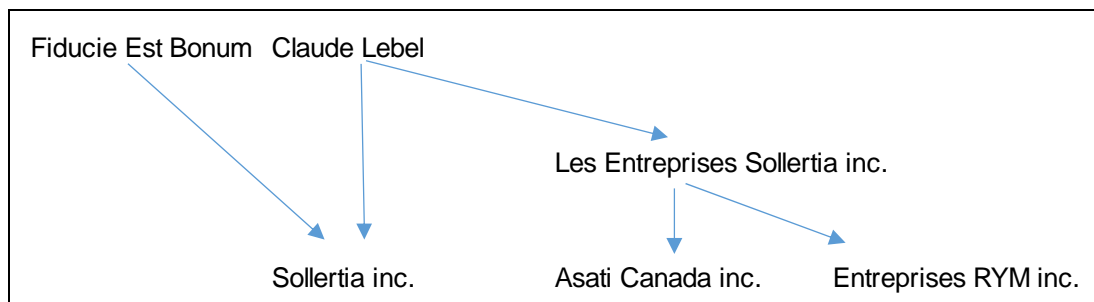 Fiducie Est Bonum Claude Lebel
Les Entreprises Sollertia inc.
Sollertia inc. Asati Canada inc. Entreprises RYM inc.